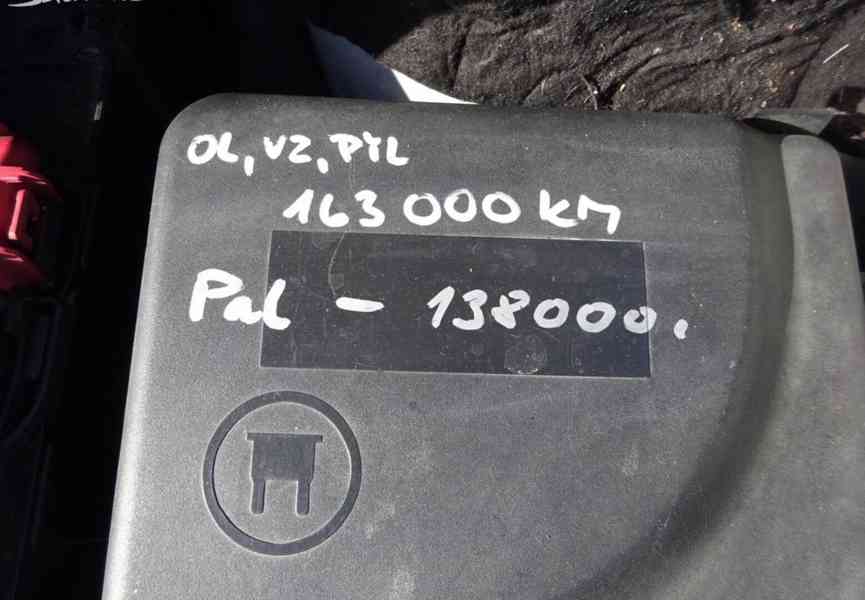 OL, VZ, PYL
163 000 km
Pal - 138000.